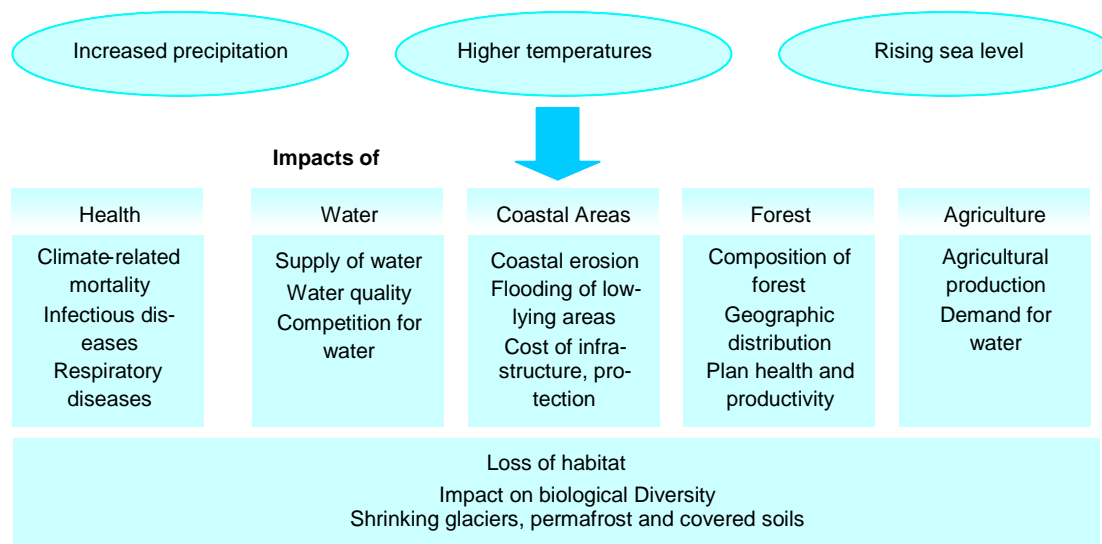 Increased precipitation
Higher temperatures
Rising sea level
Impacts of
Health
Climate-related
mortality
Infectious dis-
eases
Respiratory
diseases
Water
Supply of water
Water quality
Competition for
water
Coastal Areas
Coastal erosion
Flooding of low-
lying areas
Cost of infra-
structure, pro-
tection
Forest
Composition of
forest
Geographic
distribution
Plan health and
productivity
Agriculture
Agricultural
production
Demand for
water
Loss of habitat
Impact on biological Diversity
Shrinking glaciers, permafrost and covered soils